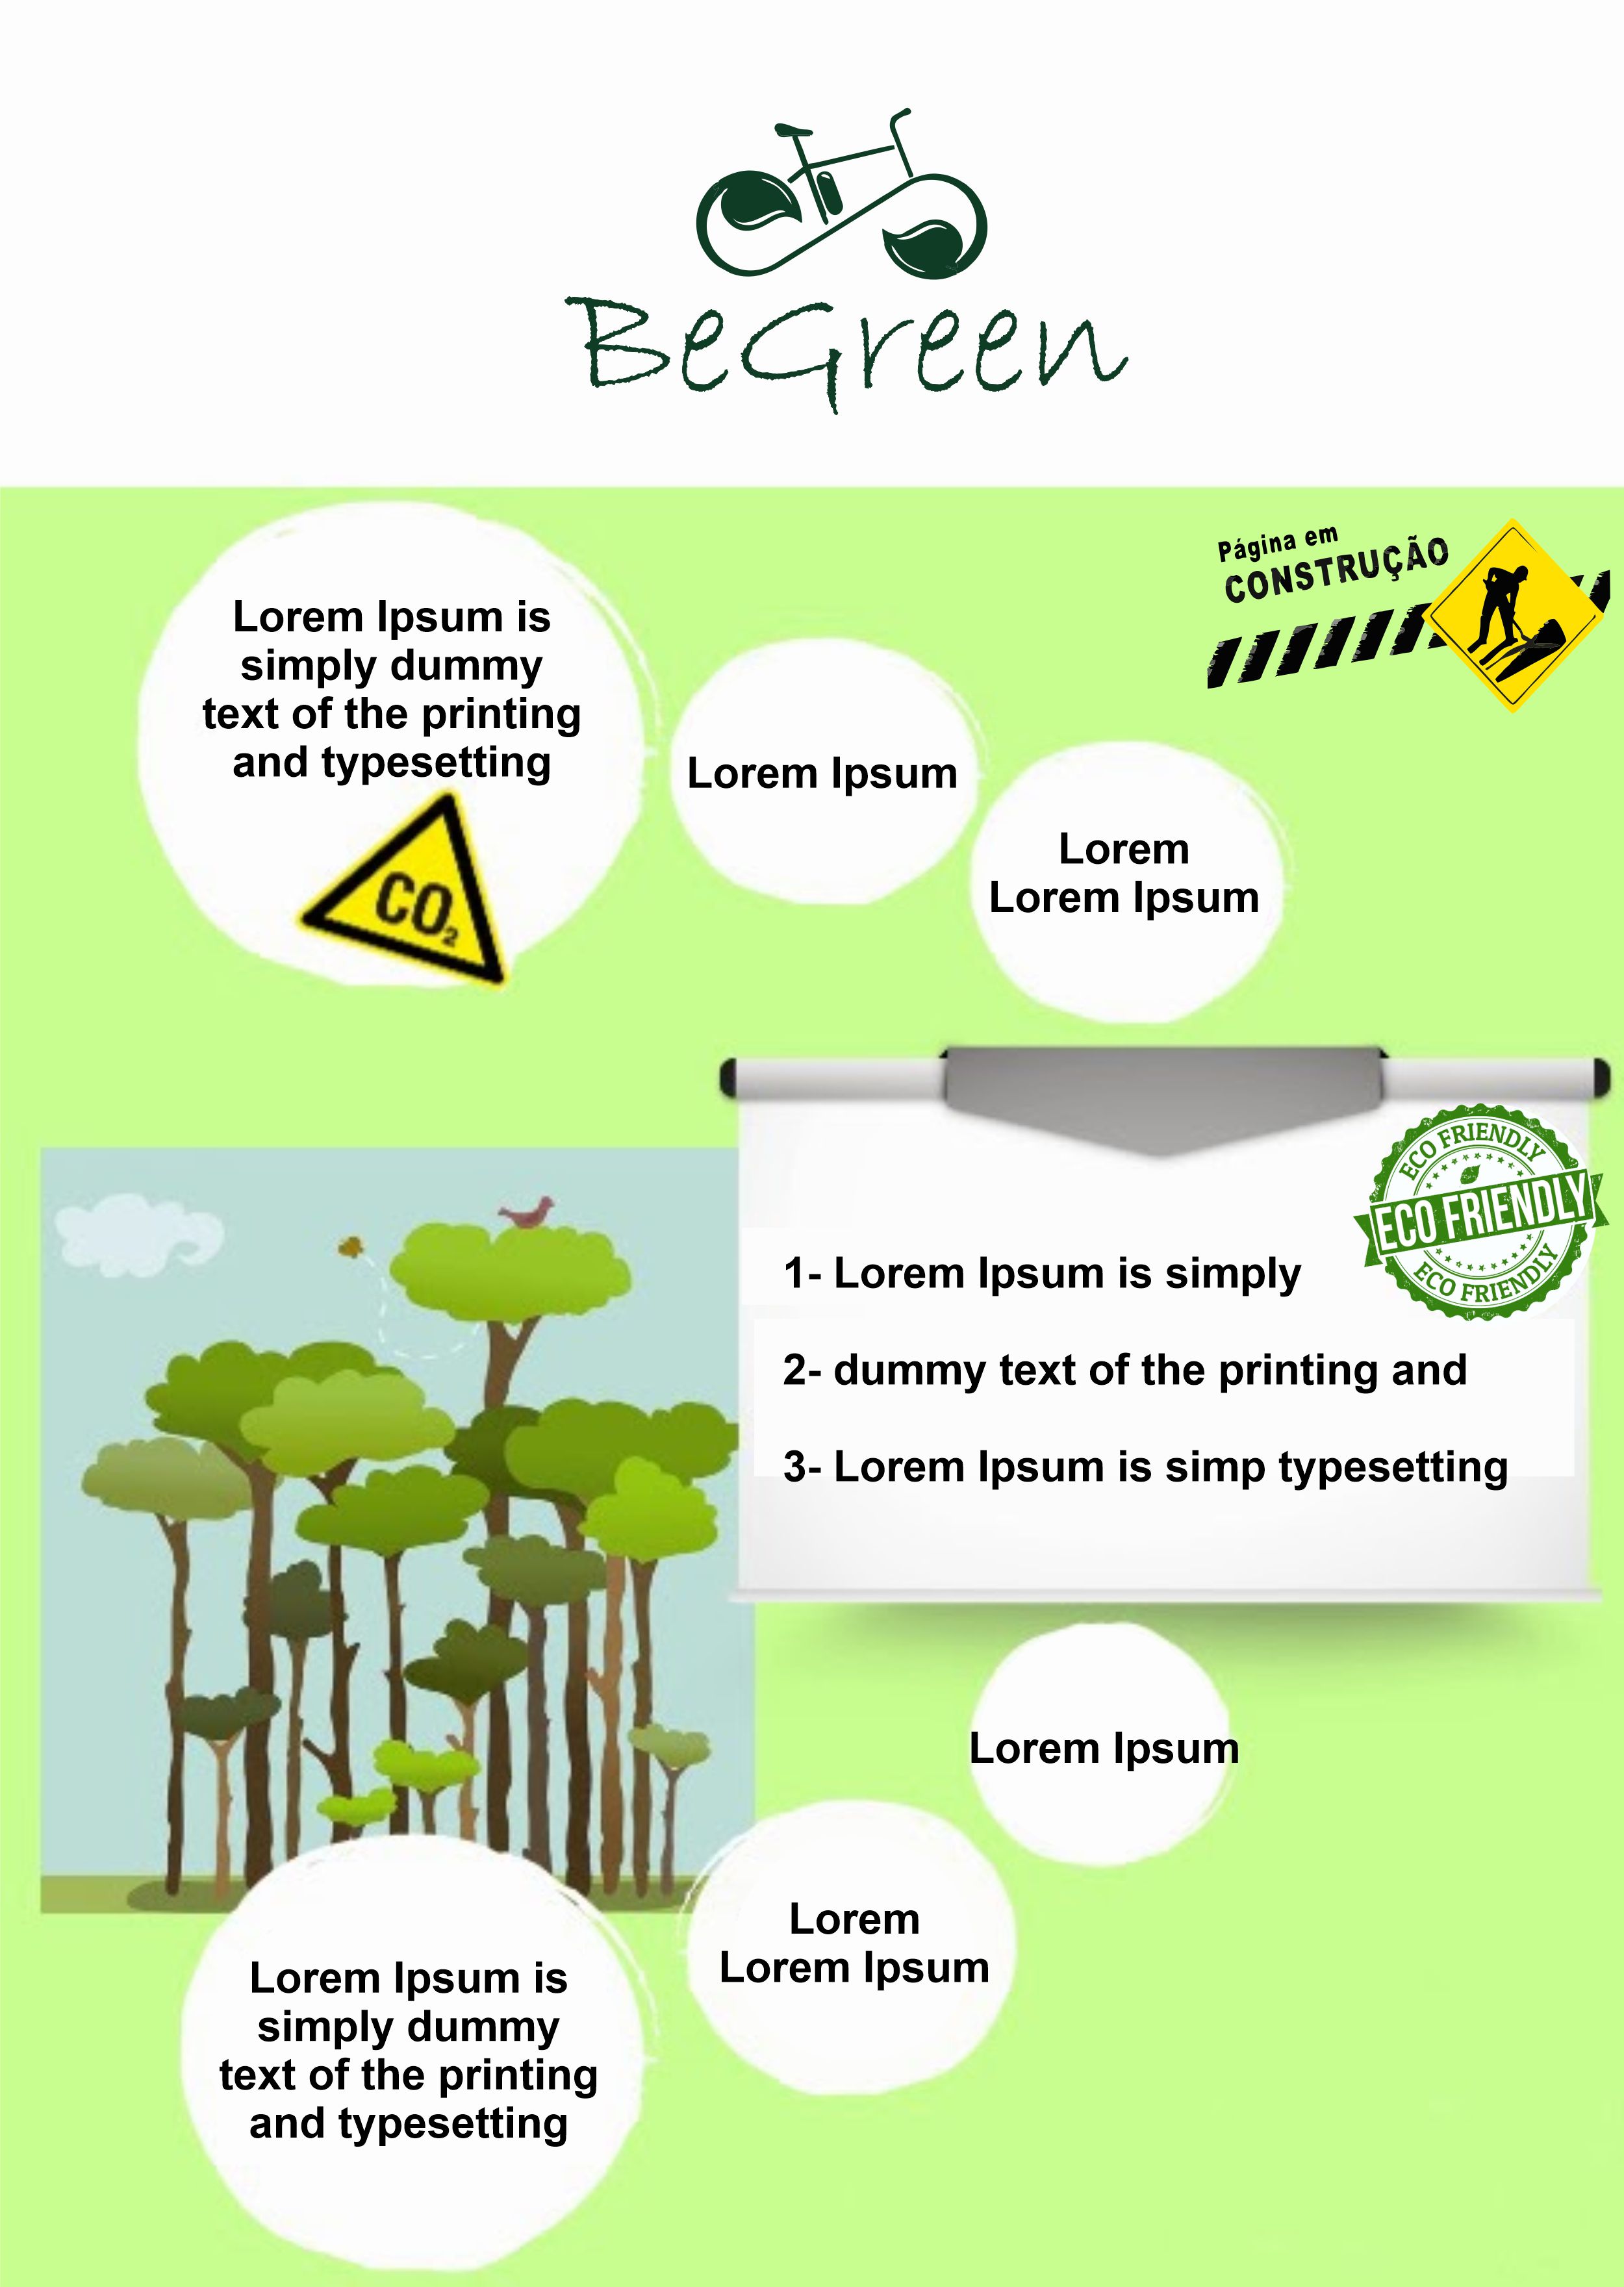 BeGreen
Página em
CONSTRUÇÃO
Lorem Ipsum is
simply dummy
text of the printing
and typesetting
CO₂
Lorem Ipsum
Lorem
Lorem Ipsum
ECO FRIENDLY
ECO FRIENDLY
ECO FRIENDLY
1- Lorem Ipsum is simply
2- dummy text of the printing and
3- Lorem Ipsum is simp typesetting
Lorem Ipsum
Lorem
Lorem Ipsum
Lorem Ipsum is
simply dummy
text of the printing
and typesetting